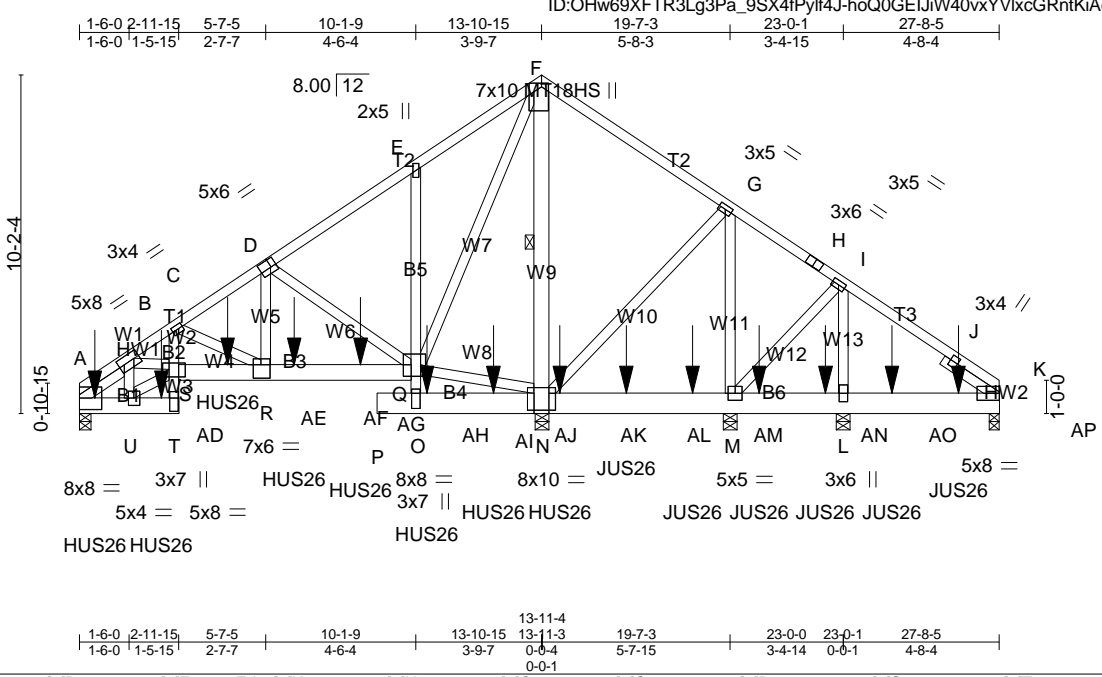 ID:OHw69XFTR3Lg3Pa_9SX4fPylf4J-hoQ0GEIJiW40vxYVlxcGRntKiA
1-6-0 2-11-15 5-7-5 10-1-9 13-10-15 19-7-3 23-0-1 27-8-5
1-6-0 1-5-15 2-7-7 4-6-4 3-9-7 5-8-3 3-4-15 4-8-4
F
8.00 12
7x10 MT18HS ||
2x5 ||
E
T2
T2
3x5
G
3x5
5x6
3x6
H
D
W7
I
3x4
B5
W9
C
10-2-4
5x8
B
T1
W5
W6
W10
W11
W13
T3
3x4
J
W1
HW1
W2
B2
W4
B3
W8
W12
A
K
B1
W3
S
Q
B4
B6
HW2
0-10-15
1-0-0
HUS26
R
AE
AF
AG
U
T
AD
O
AH
AI
N
AJ
AK
AL
M
AM
L
AN
AO
AP
7x6 =
P
JUS26
5x8 =
8x8 =
3x7 ||
HUS26
HUS26
8x8 =
8x10 =
5x5 =
3x6 ||
JUS26
3x7 ||
5x4 =
5x8 =
HUS26
HUS26
JUS26
JUS26
JUS26
JUS26
HUS26
HUS26
HUS26
13-11-4
1-6-0 2-11-15 5-7-5 10-1-9 13-10-15 13-11-3 19-7-3 23-0-0 23-0-1 27-8-5
1-6-0 1-5-15 2-7-7 4-6-4 3-9-7 0-0-4 5-7-15 3-4-14 0-0-1 4-8-4
0-0-1